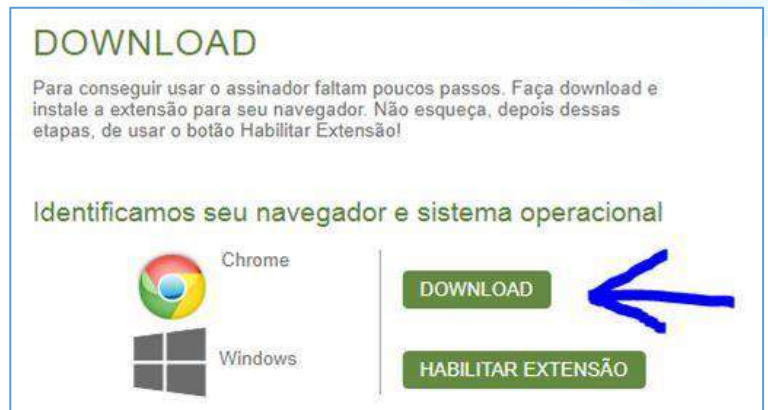 DOWNLOAD
Para conseguir usar o assinador faltam poucos passos. Faça download e
instale a extensão para seu navegador. Não esqueça, depois dessas
etapas, de usar o botão Habilitar Extensão!
Identificamos seu navegador e sistema operacional
Chrome
DOWNLOAD
Windows
HABILITAR EXTENSÃO